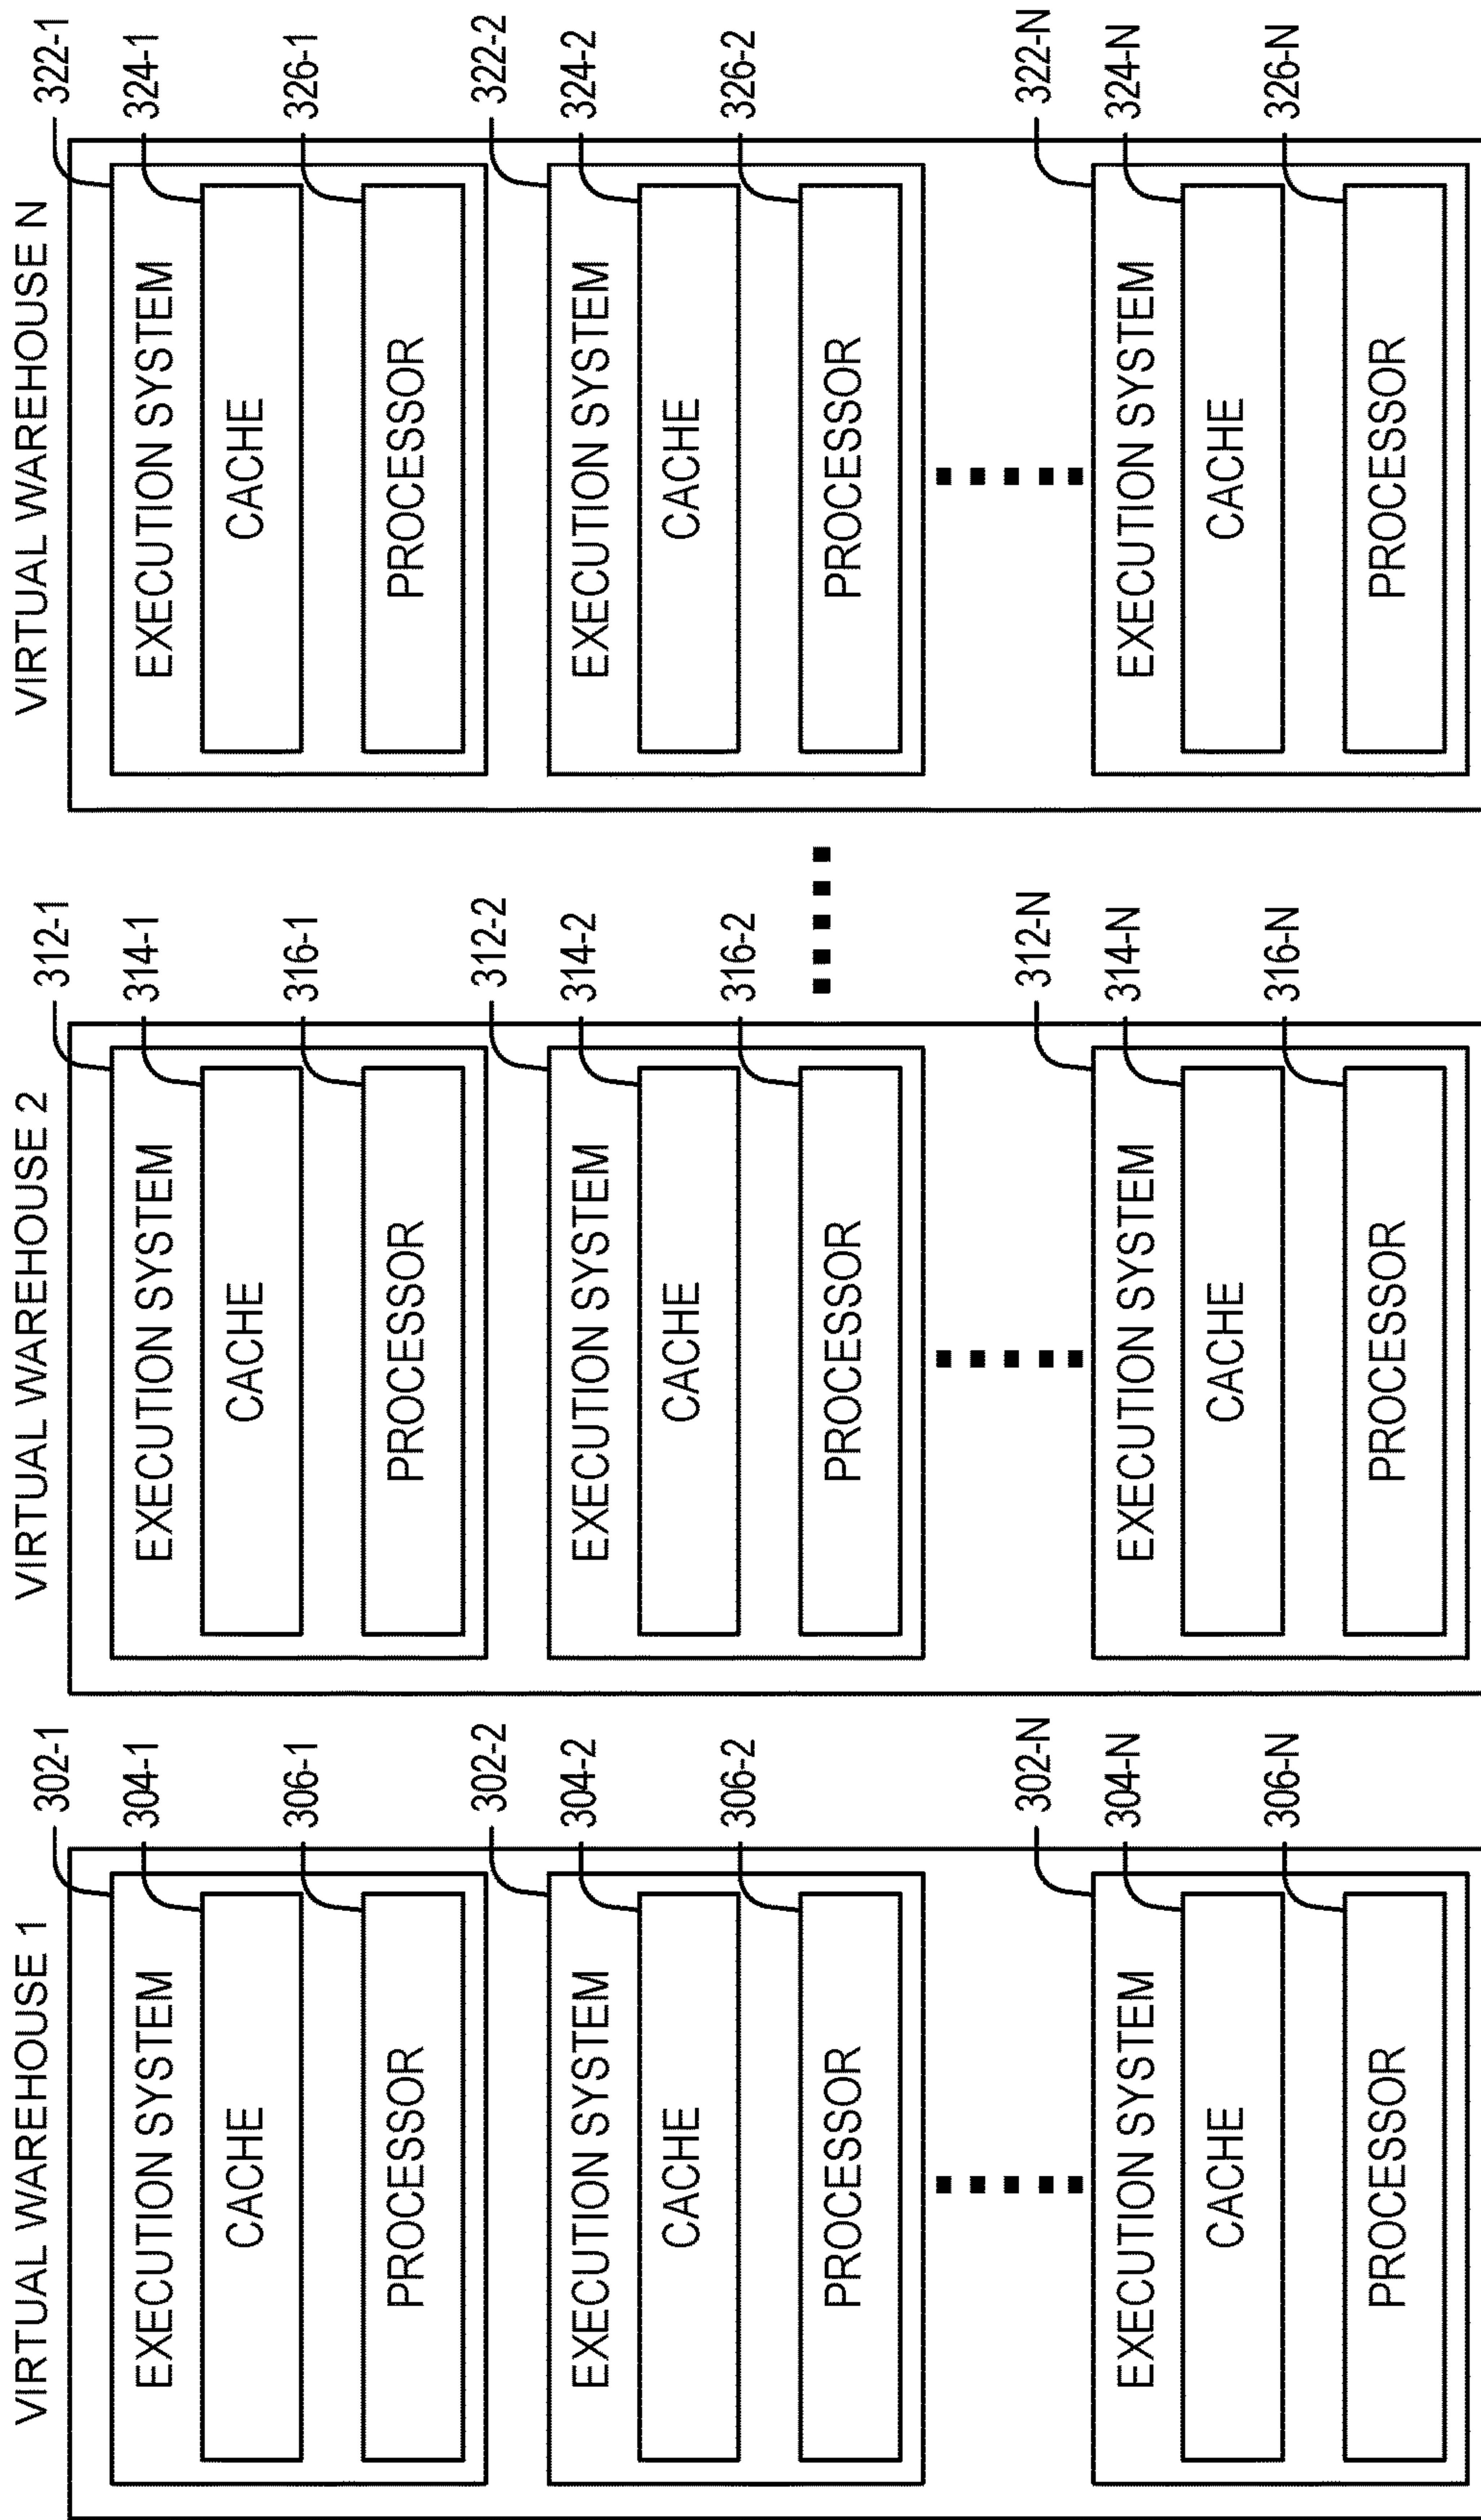 VIRTUAL WAREHOUSE 1
302-1
EXECUTION SYSTEM
304-1
CACHE
306-1
PROCESSOR
302-2
EXECUTION SYSTEM
304-2
CACHE
306-2
PROCESSOR
302-N
EXECUTION SYSTEM
304-N
CACHE
306-N
PROCESSOR
VIRTUAL WAREHOUSE 2
312-1
EXECUTION SYSTEM
314-1
CACHE
316-1
PROCESSOR
312-2
EXECUTION SYSTEM
314-2
CACHE
316-2
PROCESSOR
312-N
EXECUTION SYSTEM
314-N
CACHE
316-N
PROCESSOR
VIRTUAL WAREHOUSE N
322-1
EXECUTION SYSTEM
324-1
CACHE
326-1
PROCESSOR
322-2
EXECUTION SYSTEM
324-2
CACHE
326-2
PROCESSOR
322-N
EXECUTION SYSTEM
324-N
CACHE
326-N
PROCESSOR